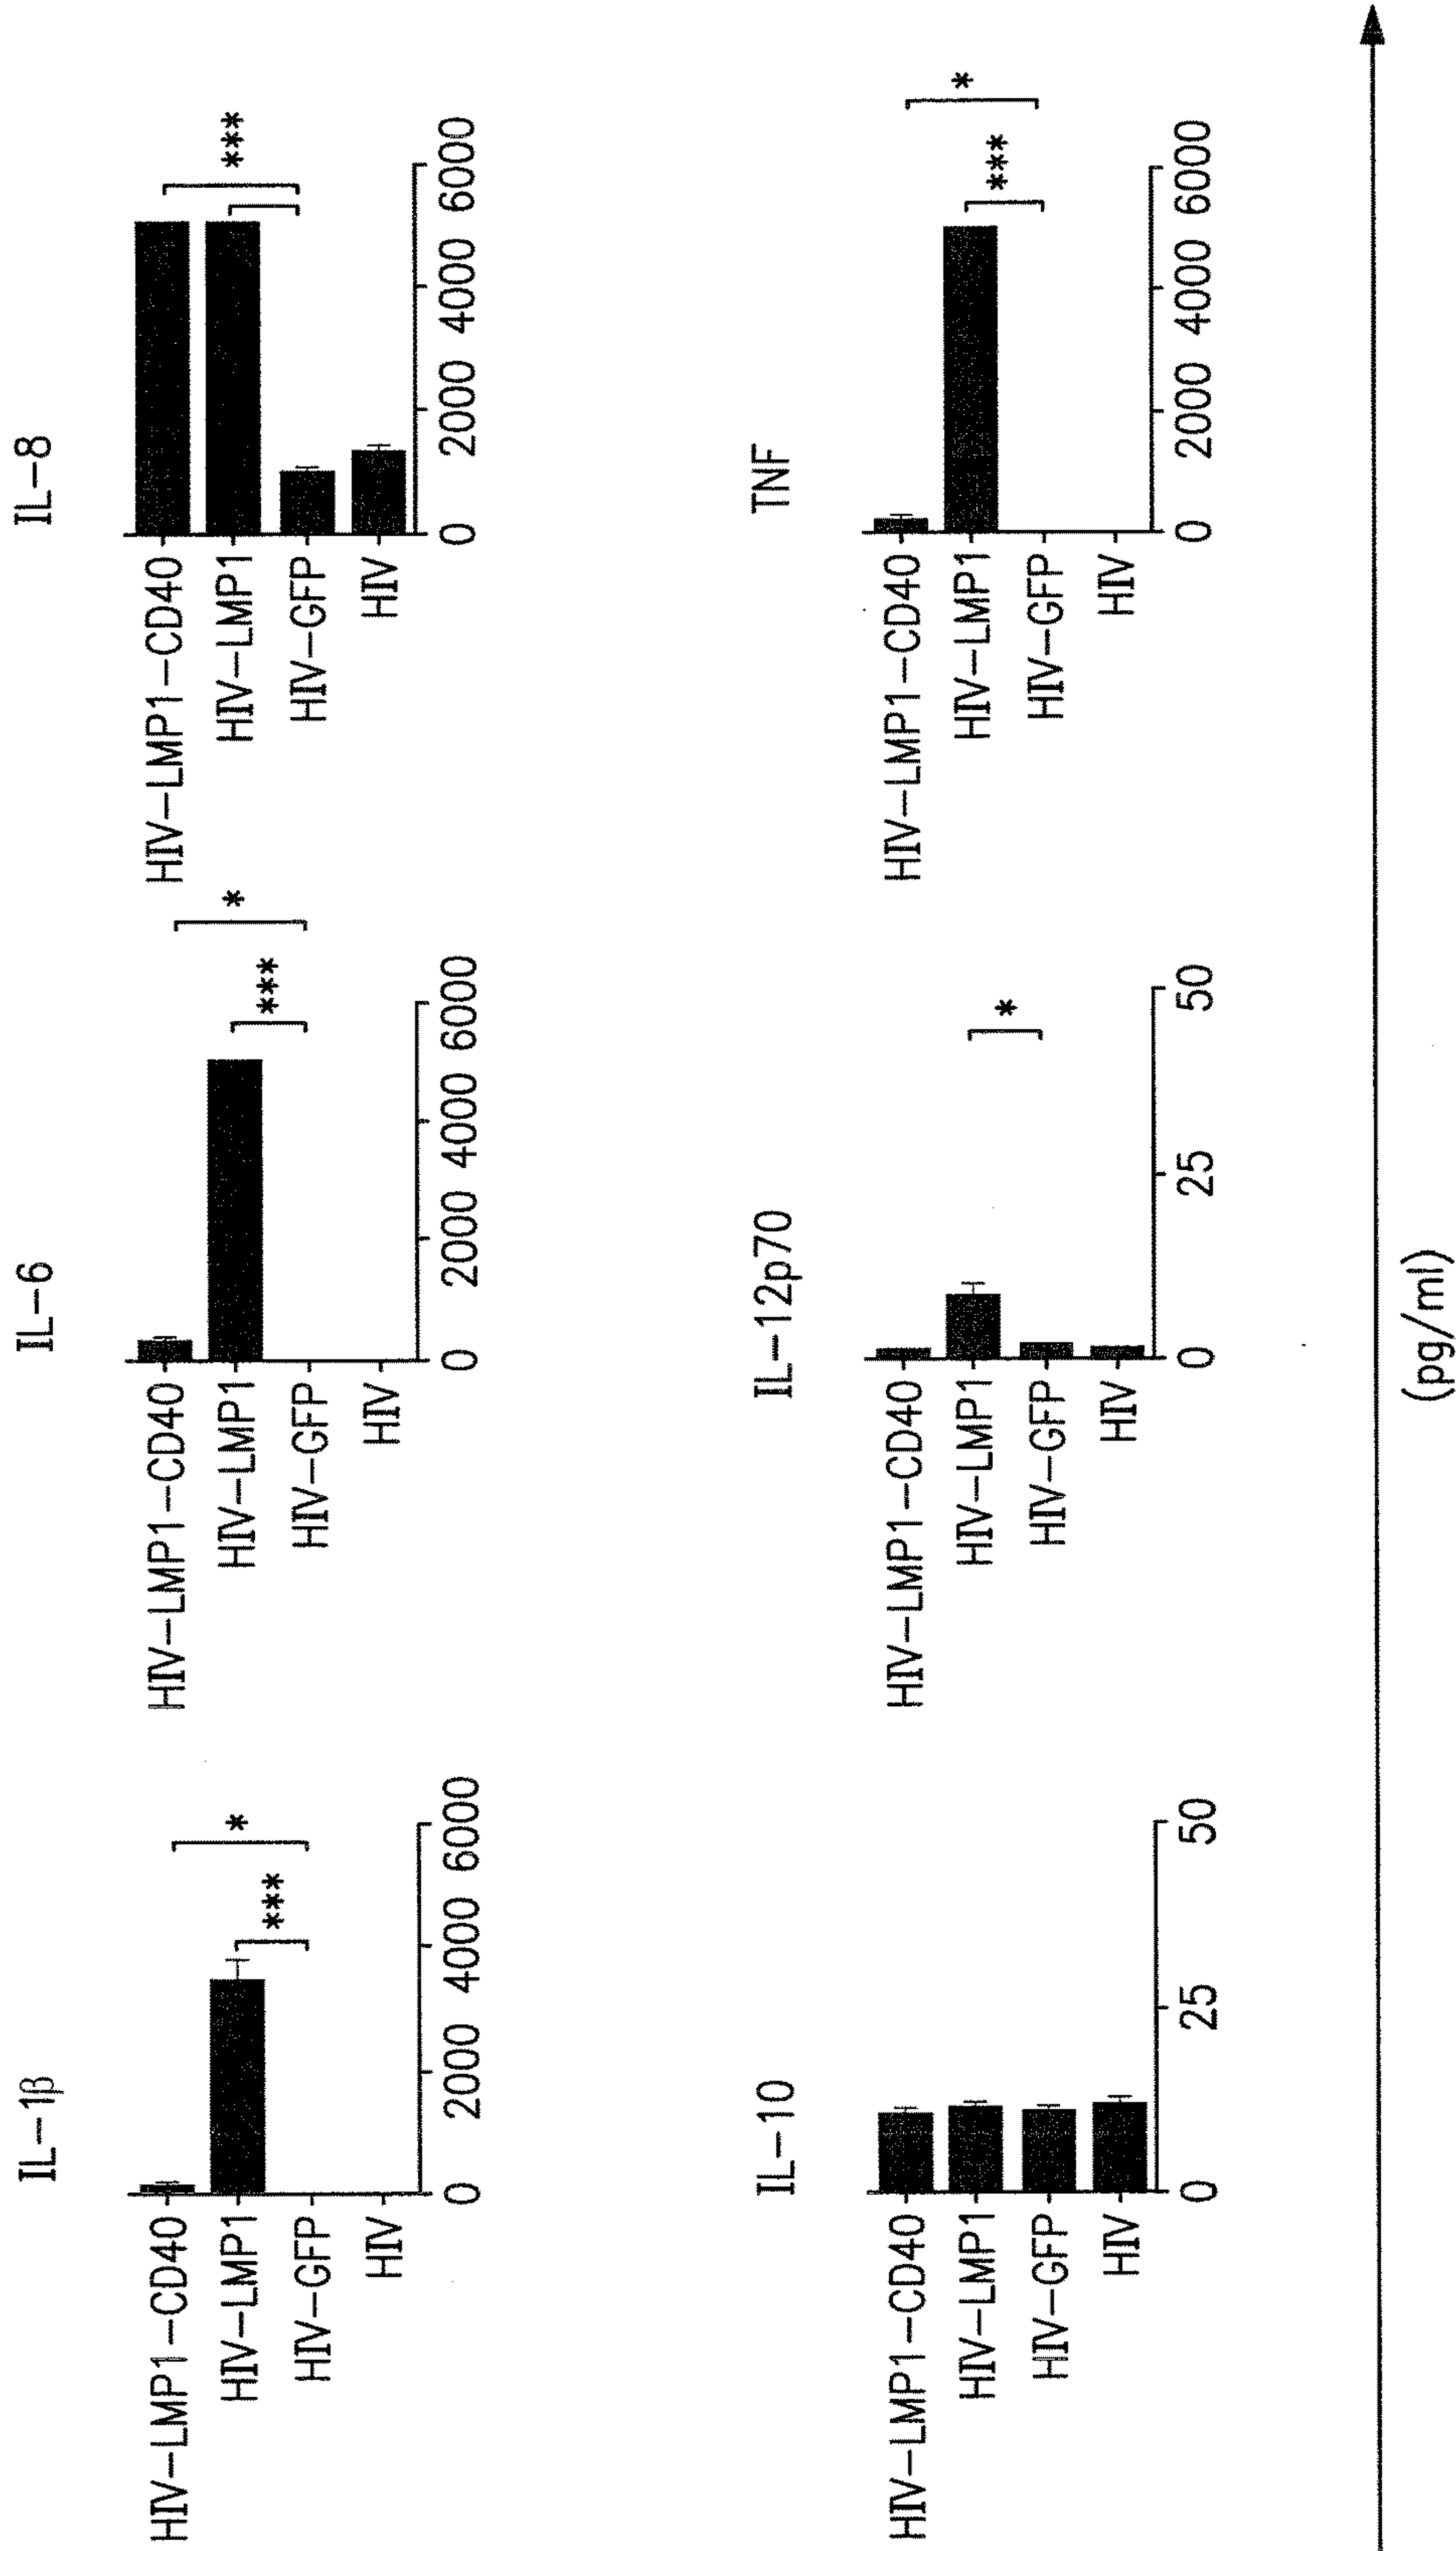 IL-1β
HIV-LMP1-CD40
HIV-LMP1
HIV-GFP
HIV
0 2000 4000 6000
***
*
IL-6
HIV-LMP1-CD40
HIV-LMP1
HIV-GFP
HIV
0 2000 4000 6000
***
*
IL-8
HIV-LMP1-CD40
HIV-LMP1
HIV-GFP
HIV
0 2000 4000 6000
***
IL-10
HIV-LMP1-CD40
HIV-LMP1
HIV-GFP
HIV
0 25 50
IL-12p70
HIV-LMP1-CD40
HIV-LMP1
HIV-GFP
HIV
0 25 50
*
TNF
HIV-LMP1-CD40
HIV-LMP1
HIV-GFP
HIV
0 2000 4000 6000
***
*
(pg/ml)